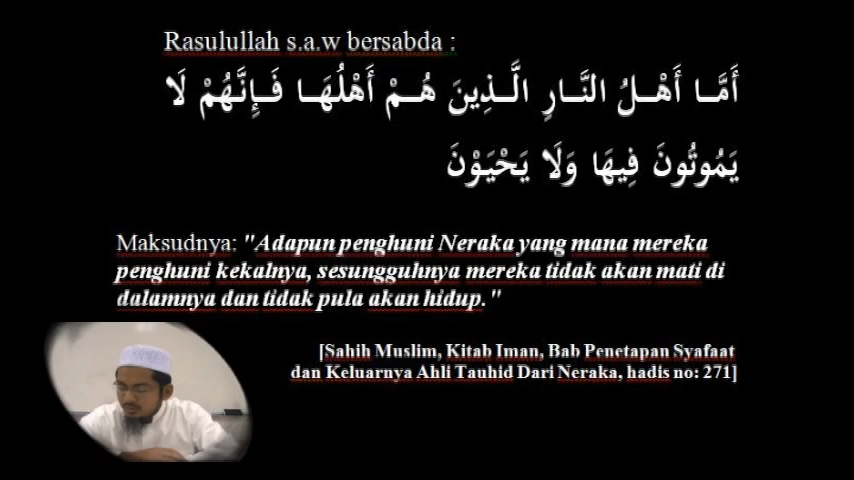 Rasulullah s.a.w bersabda :
أَمَّا أَهْلُ النَّارِ الَّذِينَ هُمْ أَهْلُهَا فَإِنَّهُمْ لَا
يَمُوتُونَ فِيهَا وَلَا يَحْيَوْنَ
Maksudnya: "Adapun penghuni Neraka yang mana mereka
penghuni kekalnya, sesungguhnya mereka tidak akan mati di
dalamnya dan tidak pula akan hidup."
[Sahih Muslim, Kitab Iman, Bab Penetapan Syafaat
dan Keluarnya Ahli Tauhid Dari Neraka, hadis no: 271]